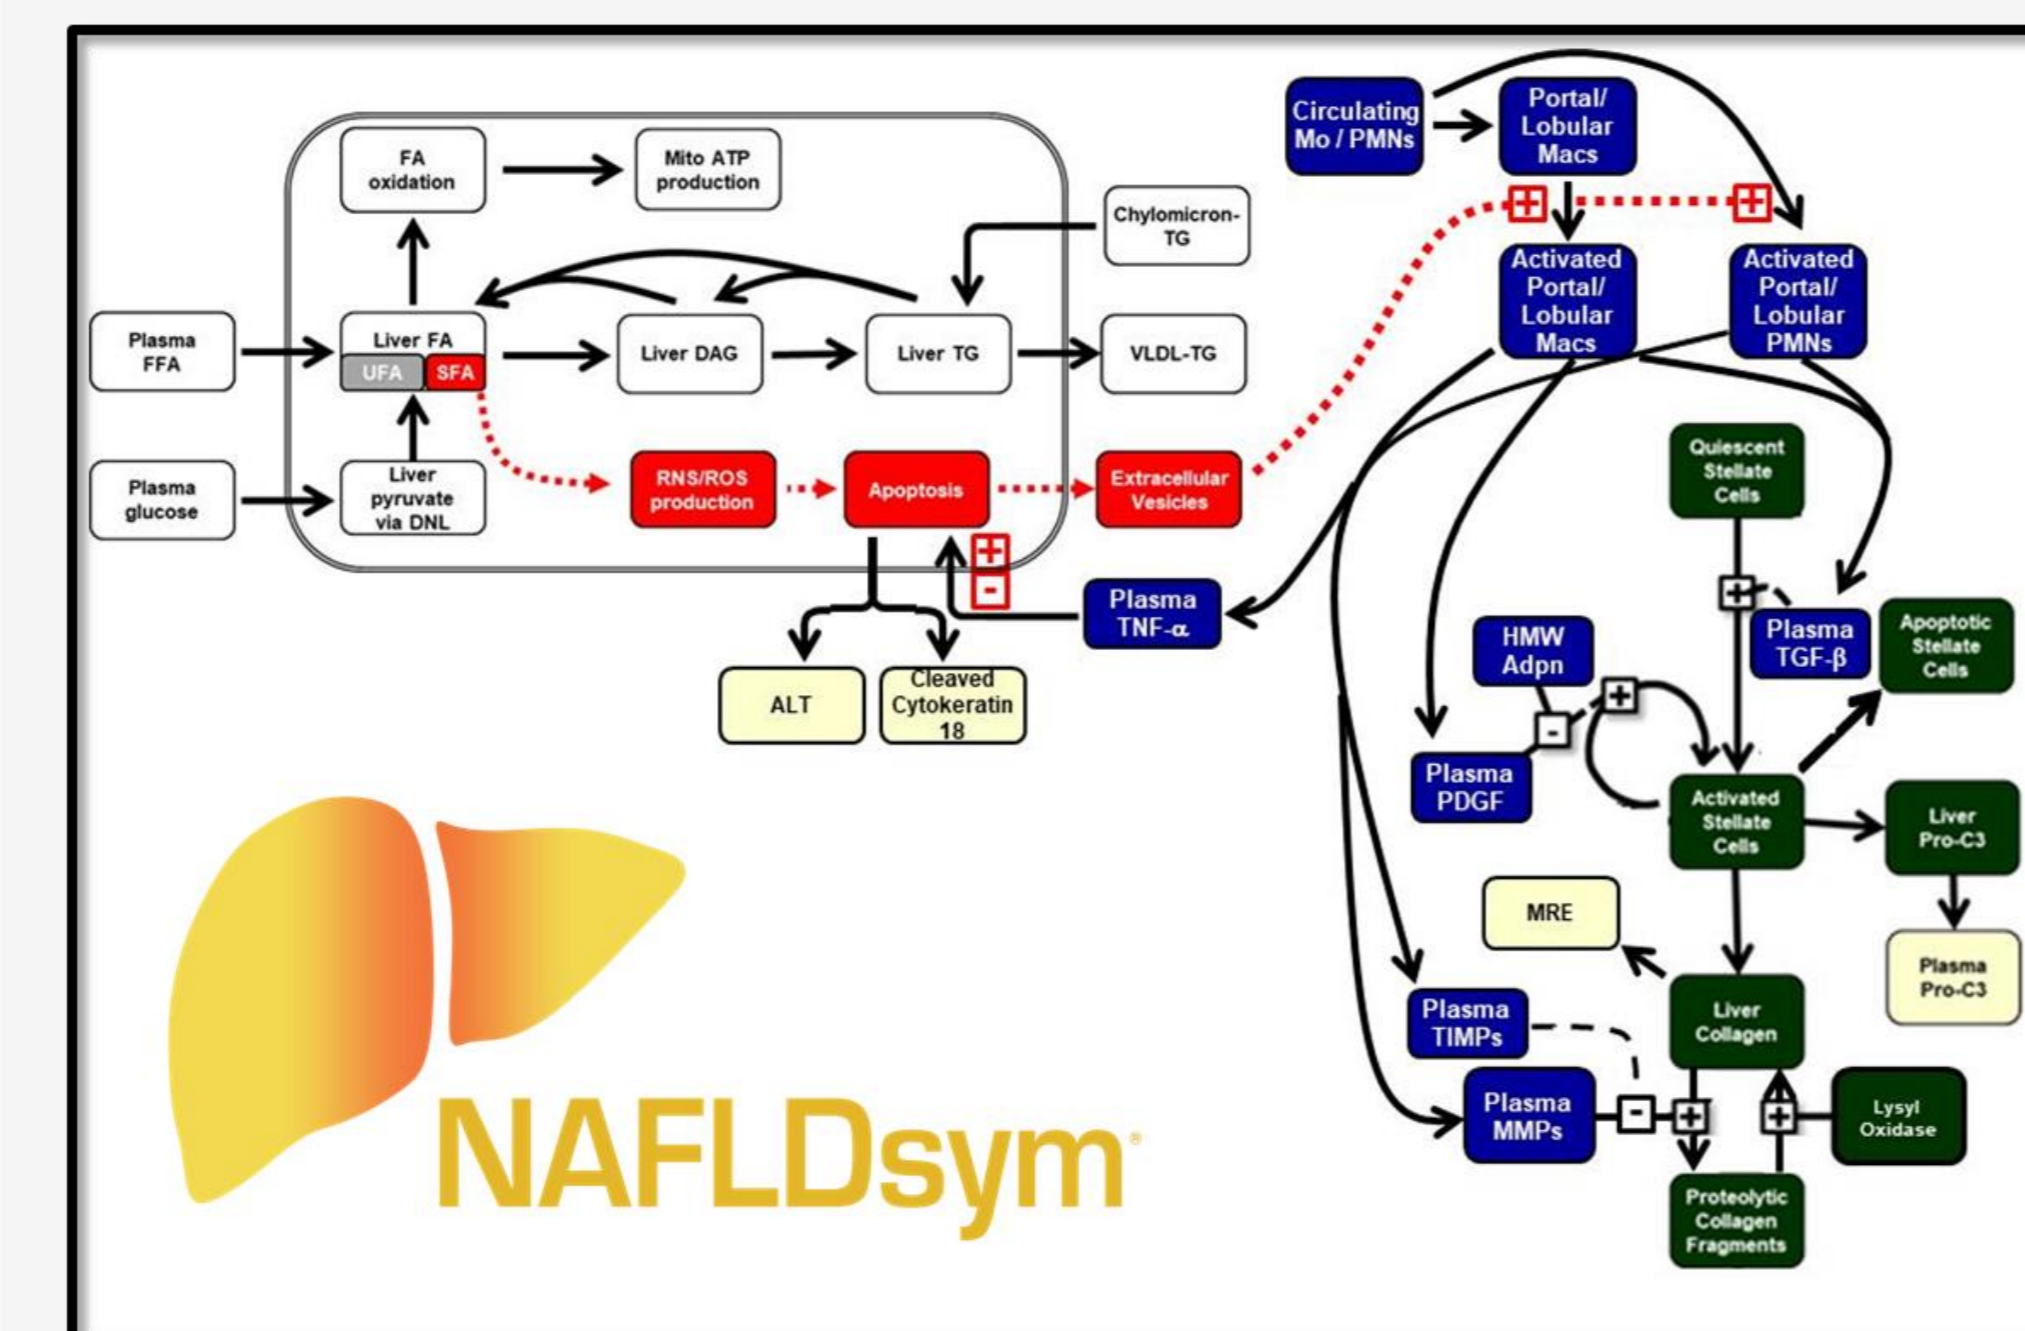 FA
oxidation
Mito ATP
production
Chylomicron-
TG
Plasma
FFA
Liver FA
UFA
SFA
Liver DAG
Liver TG
VLDL-TG
Plasma
glucose
Liver
pyruvate
via DNL
RNS/ROS
production
Apoptosis
Extracellular
Vesicles
+
-
ALT
Cleaved
Cytokeratin
18
Plasma
TNF-α
Circulating
Mo / PMNs
Portal/
Lobular
Macs
+
+
Activated
Portal/
Lobular
Macs
Activated
Portal/
Lobular
PMNs
Quiescent
Stellate
Cells
+
Plasma
TGF-β
Apoptotic
Stellate
Cells
HMW
Adpn
+
-
Plasma
PDGF
Activated
Stellate
Cells
Liver
Pro-C3
MRE
Plasma
Pro-C3
Plasma
TIMPs
Liver
Collagen
Plasma
MMPs
-
+
+
Lysyl
Oxidase
Proteolytic
Collagen
Fragments
NAFLDsym®